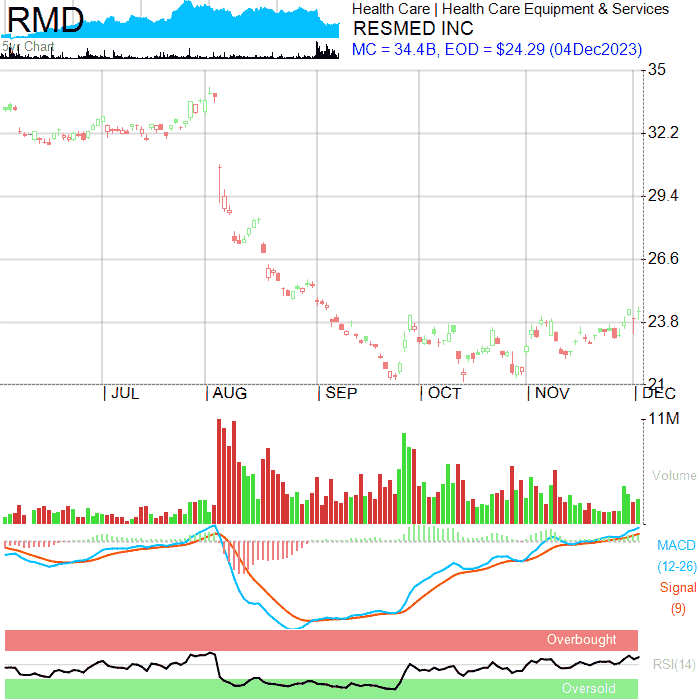 RMD
5yr Chart
Health Care | Health Care Equipment & Services
RESMED INC
MC = 34.4B, EOD = $24.29 (04Dec2023)
35
32.2
29.4
26.6
23.8
21
JUL AUG SEP OCT NOV DEC
11M
Volume
MACD
(12-26)
Signal
(9)
Overbought
RSI(14)
Oversold